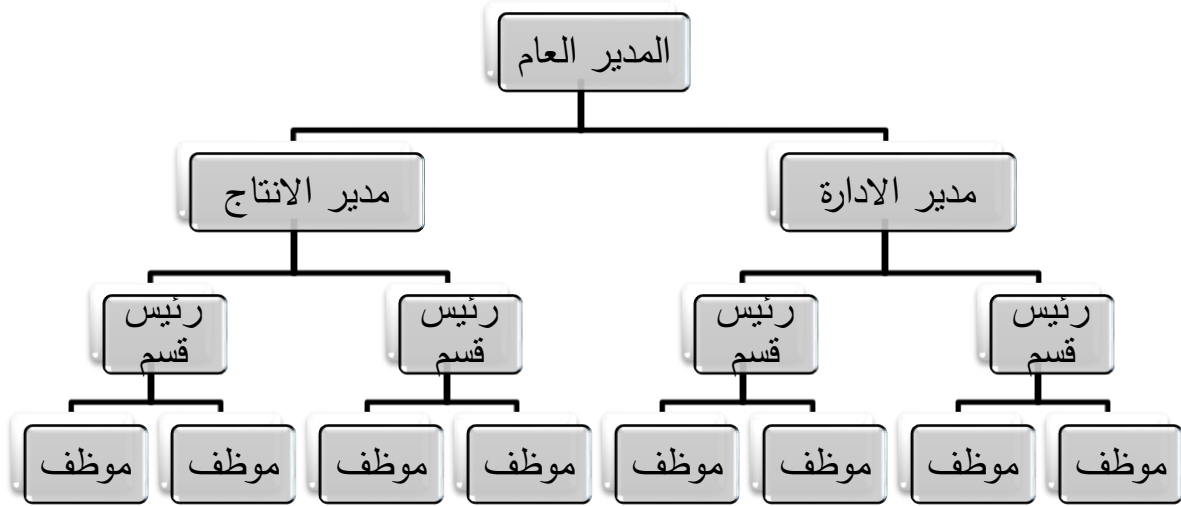 المدير العام
مدير الادارة
مدير الانتاج
رئيس
قسم
رئيس
قسم
رئيس
قسم
رئيس
قسم
موظف
موظف
موظف
موظف
موظف
موظف
موظف
موظف